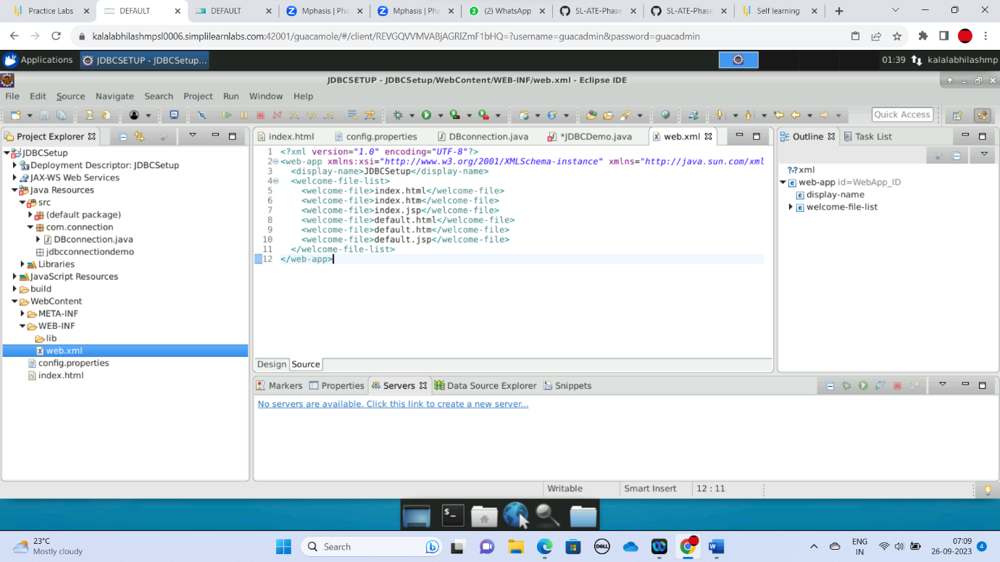 Practice Labs
DEFAULT
DEFAULT
Mphasis | Pha
Mphasis | Pha
(2) WhatsApp
SL-ATE-Phase
SL-ATE-Phase
Self learning
kalalabhilashmpsl0006.simplilearnlabs.com:42001/guacamole/#/client/REVGQVVMVABjAGRlZmF1bHQ=?username=guacadmin&password=guacadmin
Applications
JDBCSETUP - JDBCSetup...
01:39
kalalabhilashmp
JDBCSETUP - JDBCSetup/WebContent/WEB-INF/web.xml - Eclipse IDE
File Edit Source Navigate Search Project Run Window Help
Quick Access
Project Explorer
JDBCSetup
Deployment Descriptor: JDBCSetup
JAX-WS Web Services
Java Resources
src
(default package)
com.connection
DBconnection.java
jdbcconnectiondemo
Libraries
JavaScript Resources
build
WebContent
META-INF
WEB-INF
lib
web.xml
config.properties
index.html
index.html config.properties DBconnection.java *JDBCDemo.java web.xml
1 <?xml version="1.0" encoding="UTF-8"?>
2 <web-app xmlns:xsi="http://www.w3.org/2001/XMLSchema-instance" xmlns="http://java.sun.com/xml
3 <display-name>JDBCSetup</display-name>
4 <welcome-file-list>
5 <welcome-file>index.html</welcome-file>
6 <welcome-file>index.htm</welcome-file>
7 <welcome-file>index.jsp</welcome-file>
8 <welcome-file>default.html</welcome-file>
9 <welcome-file>default.htm</welcome-file>
10 <welcome-file>default.jsp</welcome-file>
11 </welcome-file-list>
12 </web-app>
Design Source
Outline Task List
xml
web-app id=WebApp_ID
display-name
welcome-file-list
Markers Properties Servers Data Source Explorer Snippets
No servers are available. Click this link to create a new server...
Writable Smart Insert 12 : 11
23°C
Mostly cloudy
Search
DELL
ENG
IN
07:09
26-09-2023
4